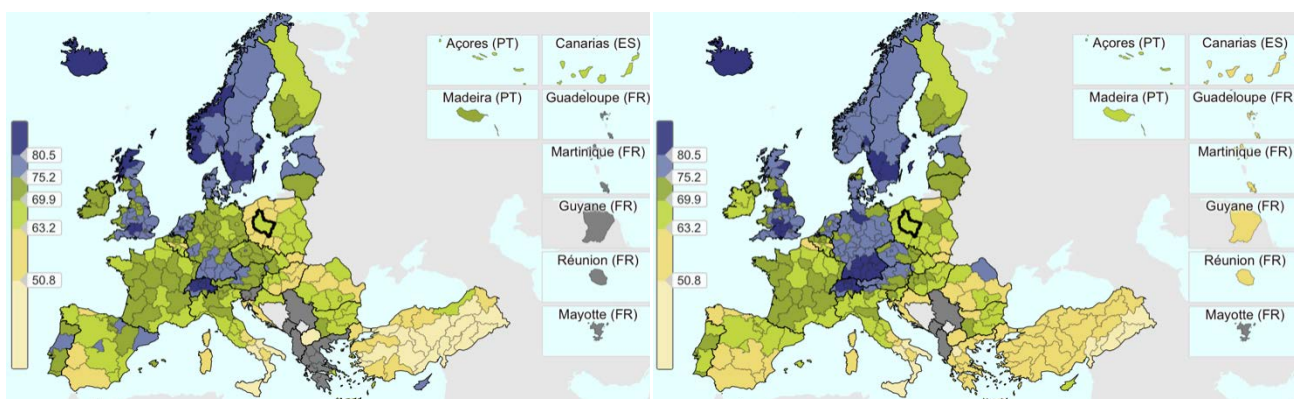 Açores (PT)
Canarias (ES)
Madeira (PT)
Guadeloupe (FR)
Martinique (FR)
Guyane (FR)
Réunion (FR)
Mayotte (FR)
80.5
75.2
69.9
63.2
50.8
Açores (PT)
Canarias (ES)
Madeira (PT)
Guadeloupe (FR)
Martinique (FR)
Guyane (FR)
Réunion (FR)
Mayotte (FR)
80.5
75.2
69.9
63.2
50.8